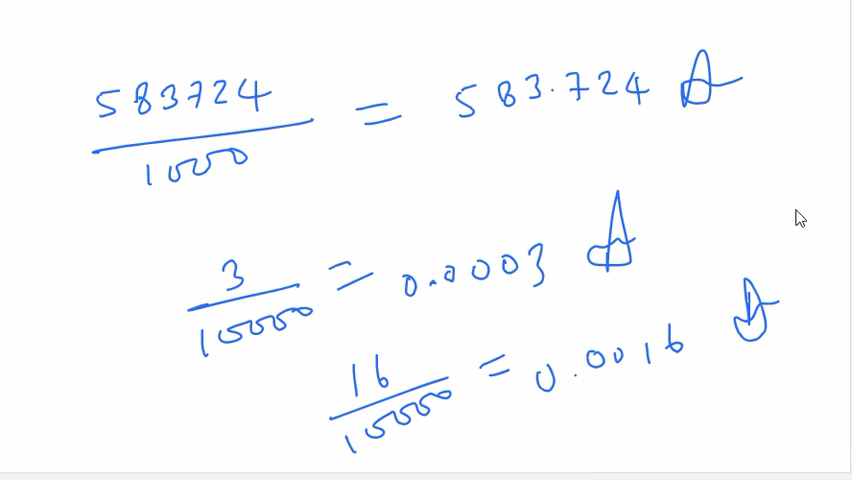 583724/1000 = 583.724
3/10000 = 0.0003
16/10000 = 0.0016